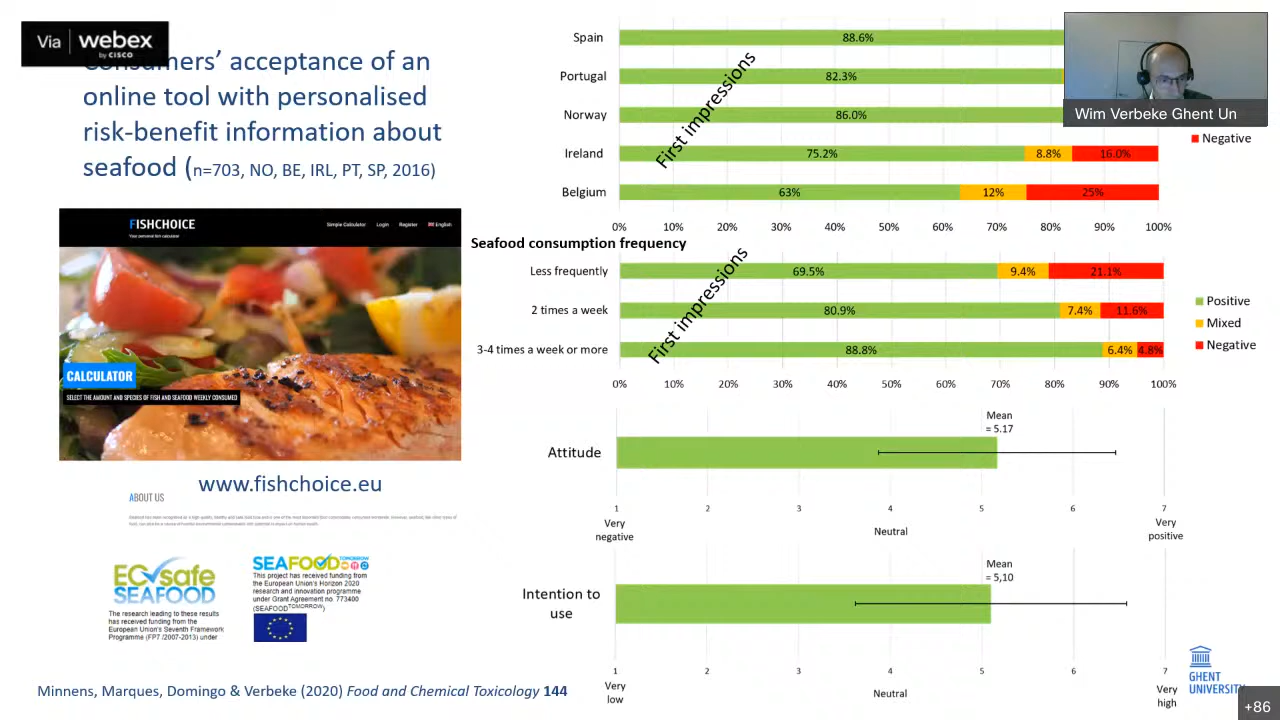 Via webex
by CISCO
Consumers' acceptance of an
online tool with personalised
risk-benefit information about
seafood (n=703, NO, BE, IRL, PT, SP, 2016)
FISHCHOICE
Your personal fish calculator
Simple Calculator Login Register English
CALCULATOR
SELECT THE AMOUNT AND SPECIES OF FISH AND SEAFOOD WEEKLY CONSUMED
www.fishchoice.eu
ABOUT US
ECsafe
SEAFOOD
The research leading to these results
has received funding from the
European Union's Seventh Framework
Programme (FP7 /2007-2013) under
SEAFOOD TOMORROW
This project has received funding from
the European Union's Horizon 2020
research and innovation programme
under Grant Agreement no. 773400
(SEAFOODTOMORROW)
Minnens, Marques, Domingo & Verbeke (2020) Food and Chemical Toxicology 144
Spain 88.6%
Portugal 82.3%
Norway 86.0%
Ireland 75.2% 8.8% 16.0%
Belgium 63% 12% 25%
First impressions
0% 10% 20% 30% 40% 50% 60% 70% 80% 90% 100%
Negative
Wim Verbeke Ghent Un
Seafood consumption frequency
Less frequently 69.5% 9.4% 21.1%
2 times a week 80.9% 7.4% 11.6%
3-4 times a week or more 88.8% 6.4% 4.8%
First impressions
0% 10% 20% 30% 40% 50% 60% 70% 80% 90% 100%
Positive
Mixed
Negative
Mean
= 5.17
Attitude
1 2 3 4 5 6 7
Very
negative
Neutral
Very
positive
Mean
= 5,10
Intention to
use
1 2 3 4 5 6 7
Very
low
Neutral
Very
high
GHENT
UNIVERSITY
+86